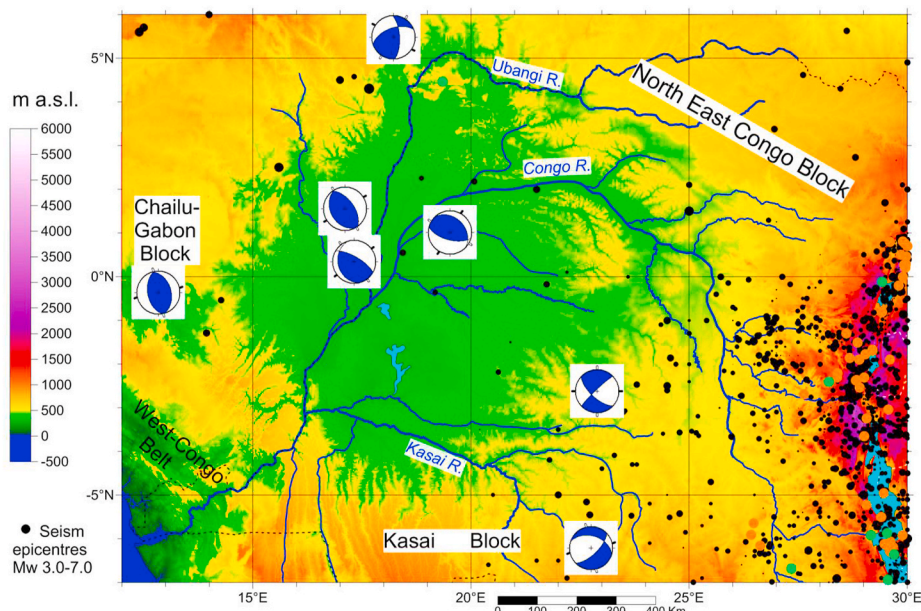 5°N
Ubangi R.
m a.s.l.
North East Congo Block
6000
5500
5000
4500
4000
3500
3000
2500
2000
1500
1000
500
0
-500
Congo R.
Chailu-
Gabon
Block
0°N
West-Congo
Belt
Kasai R.
-5°N
Seism
epicentres
Mw 3.0-7.0
Kasai Block
15°E
20°E
25°E
30°E
0 100 200 300 400 Km